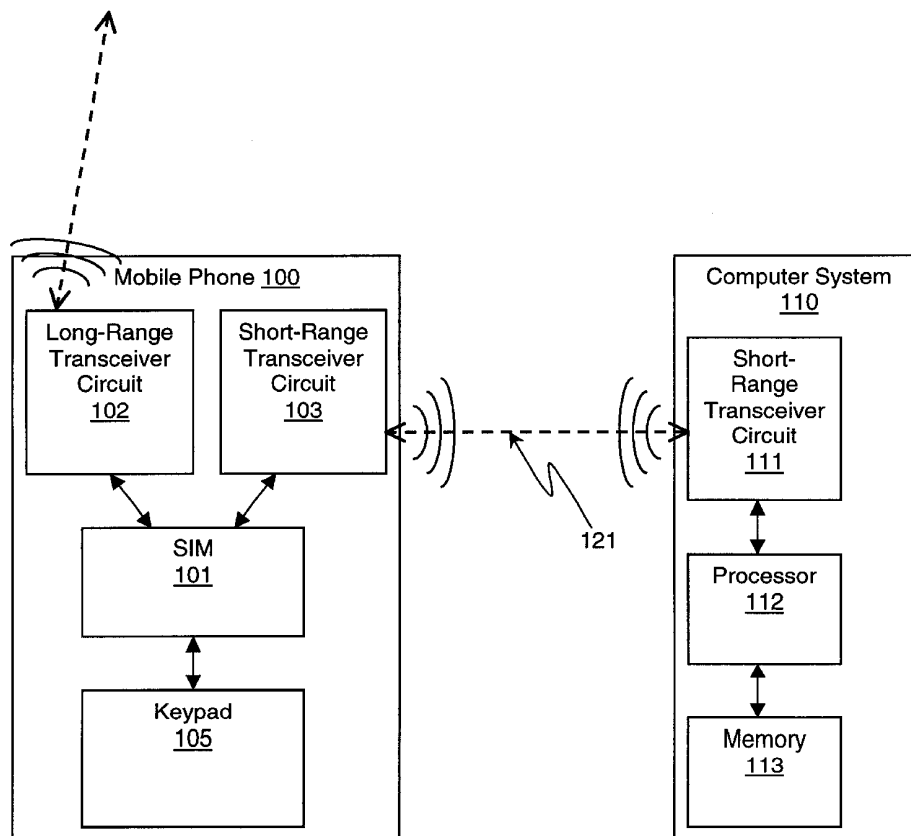 Mobile Phone 100
Long-Range
Transceiver
Circuit
102
Short-Range
Transceiver
Circuit
103
SIM
101
Keypad
105
121
Computer System
110
Short-
Range
Transceiver
Circuit
111
Processor
112
Memory
113